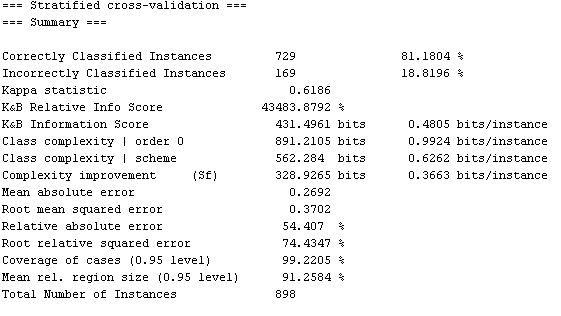 === Stratified cross-validation ===
=== Summary ===
Correctly Classified Instances 729 81.1804 %
Incorrectly Classified Instances 169 18.8196 %
Kappa statistic 0.6186
K&B Relative Info Score 43483.8792 %
K&B Information Score 431.4961 bits 0.4805 bits/instance
Class complexity | order 0 891.2105 bits 0.9924 bits/instance
Class complexity | scheme 562.284 bits 0.6262 bits/instance
Complexity improvement (Sf) 328.9265 bits 0.3663 bits/instance
Mean absolute error 0.2692
Root mean squared error 0.3702
Relative absolute error 54.407 %
Root relative squared error 74.4347 %
Coverage of cases (0.95 level) 99.2205 %
Mean rel. region size (0.95 level) 91.2584 %
Total Number of Instances 898